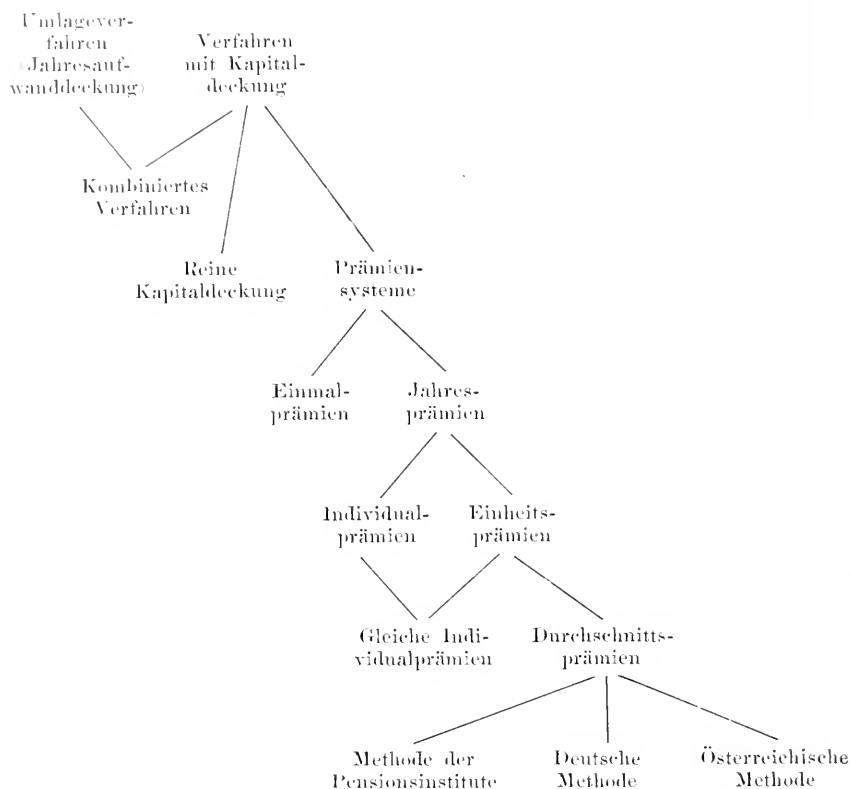 Umlagever-
fahren
(Jahresauf-
wanddeckung)
Verfahren
mit Kapital-
deckung
Kombiniertes
Verfahren
Reine
Kapitaldeckung
Prämien-
systeme
Einmal-
prämien
Jahres-
prämien
Individual-
prämien
Einheits-
prämien
Gleiche Indi-
vidualprämien
Durchschnitts-
prämien
Methode der
Pensionsinstitute
Deutsche
Methode
Österreichische
Methode